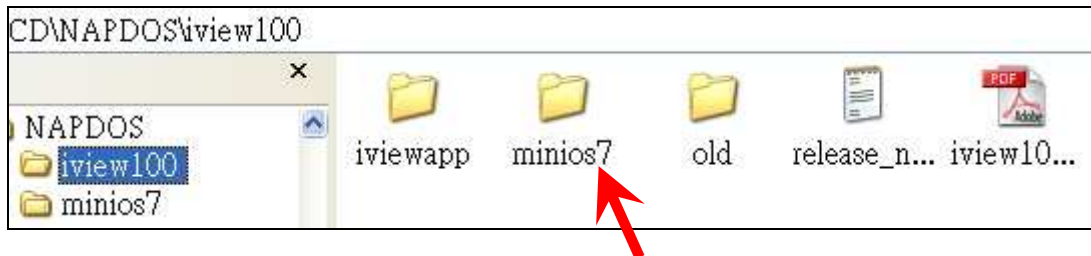 CD\NAPDOS\iview100
×
NAPDOS
iview100
minios7
iviewapp
minios7
old
release_n...
PDF
Adobe
iview10...